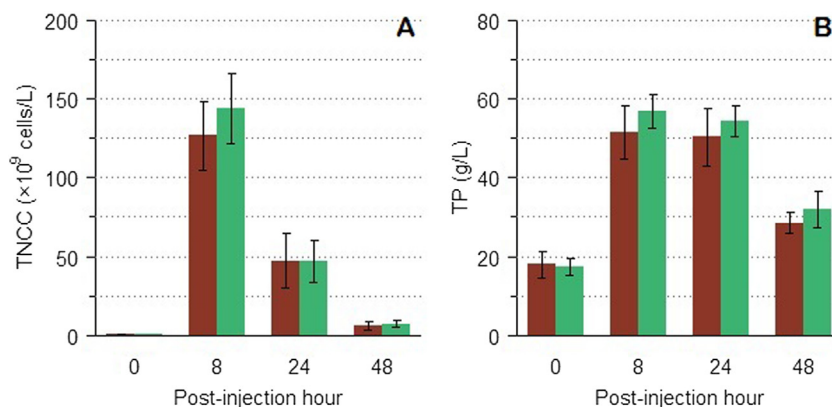 A
TNCC (×10⁹ cells/L)
200
150
100
50
0
0 8 24 48
Post-injection hour
B
TP (g/L)
80
60
40
20
0
0 8 24 48
Post-injection hour